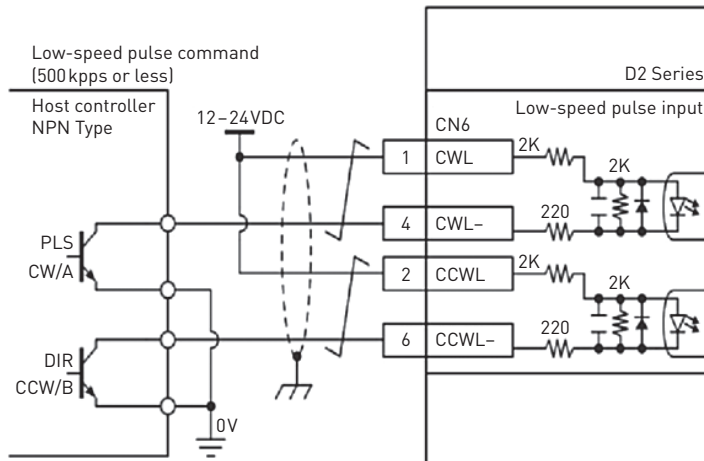 Low-speed pulse command
(500 kpps or less)
D2 Series
Host controller
NPN Type
12–24 VDC
Low-speed pulse input
CN6
1 CWL
2K
2K
PLS
CW/A
4 CWL–
220
2 CCWL
2K
2K
DIR
CCW/B
6 CCWL–
220
0V